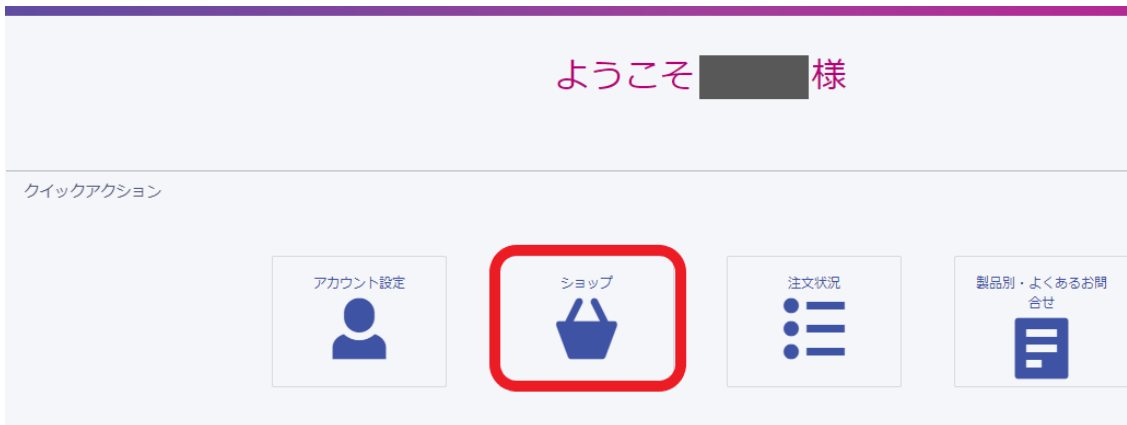 ようこそ 様
クイックアクション
アカウント設定
ショップ
注文状況
製品別・よくあるお問
合せ